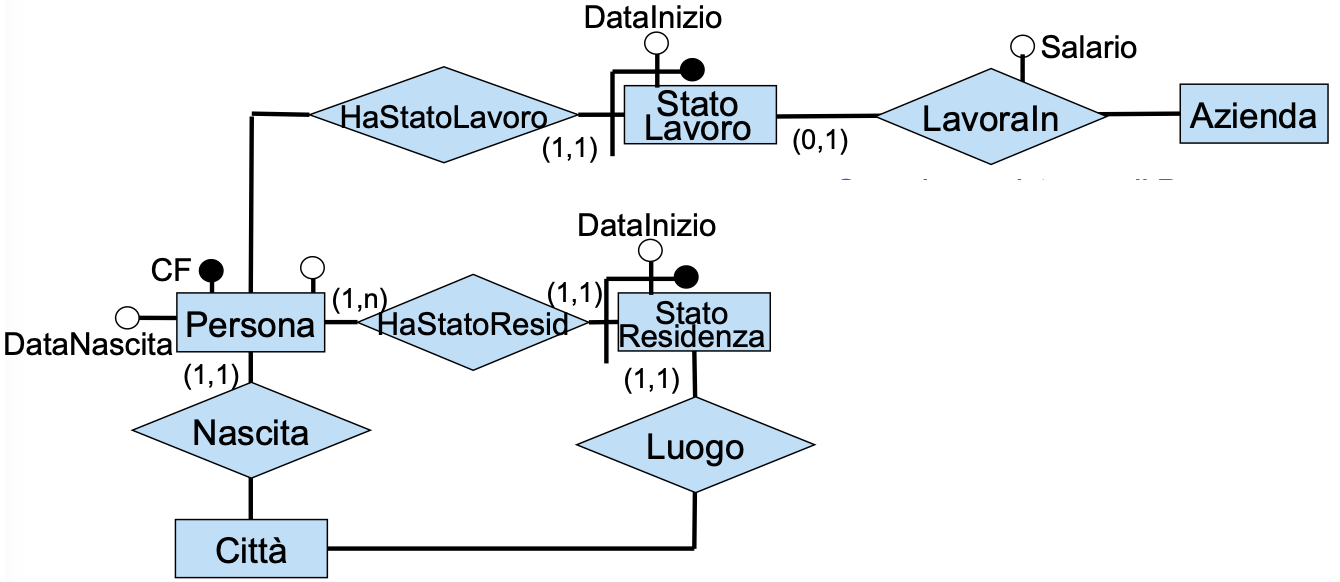 DataInizio
Salario
HaStatoLavoro
Stato
Lavoro
LavoraIn
Azienda
(1,1)
(0,1)
DataInizio
CF
(1,n)
(1,1)
Persona
HaStatoResid
Stato
Residenza
DataNascita
(1,1)
(1,1)
Nascita
Luogo
Città